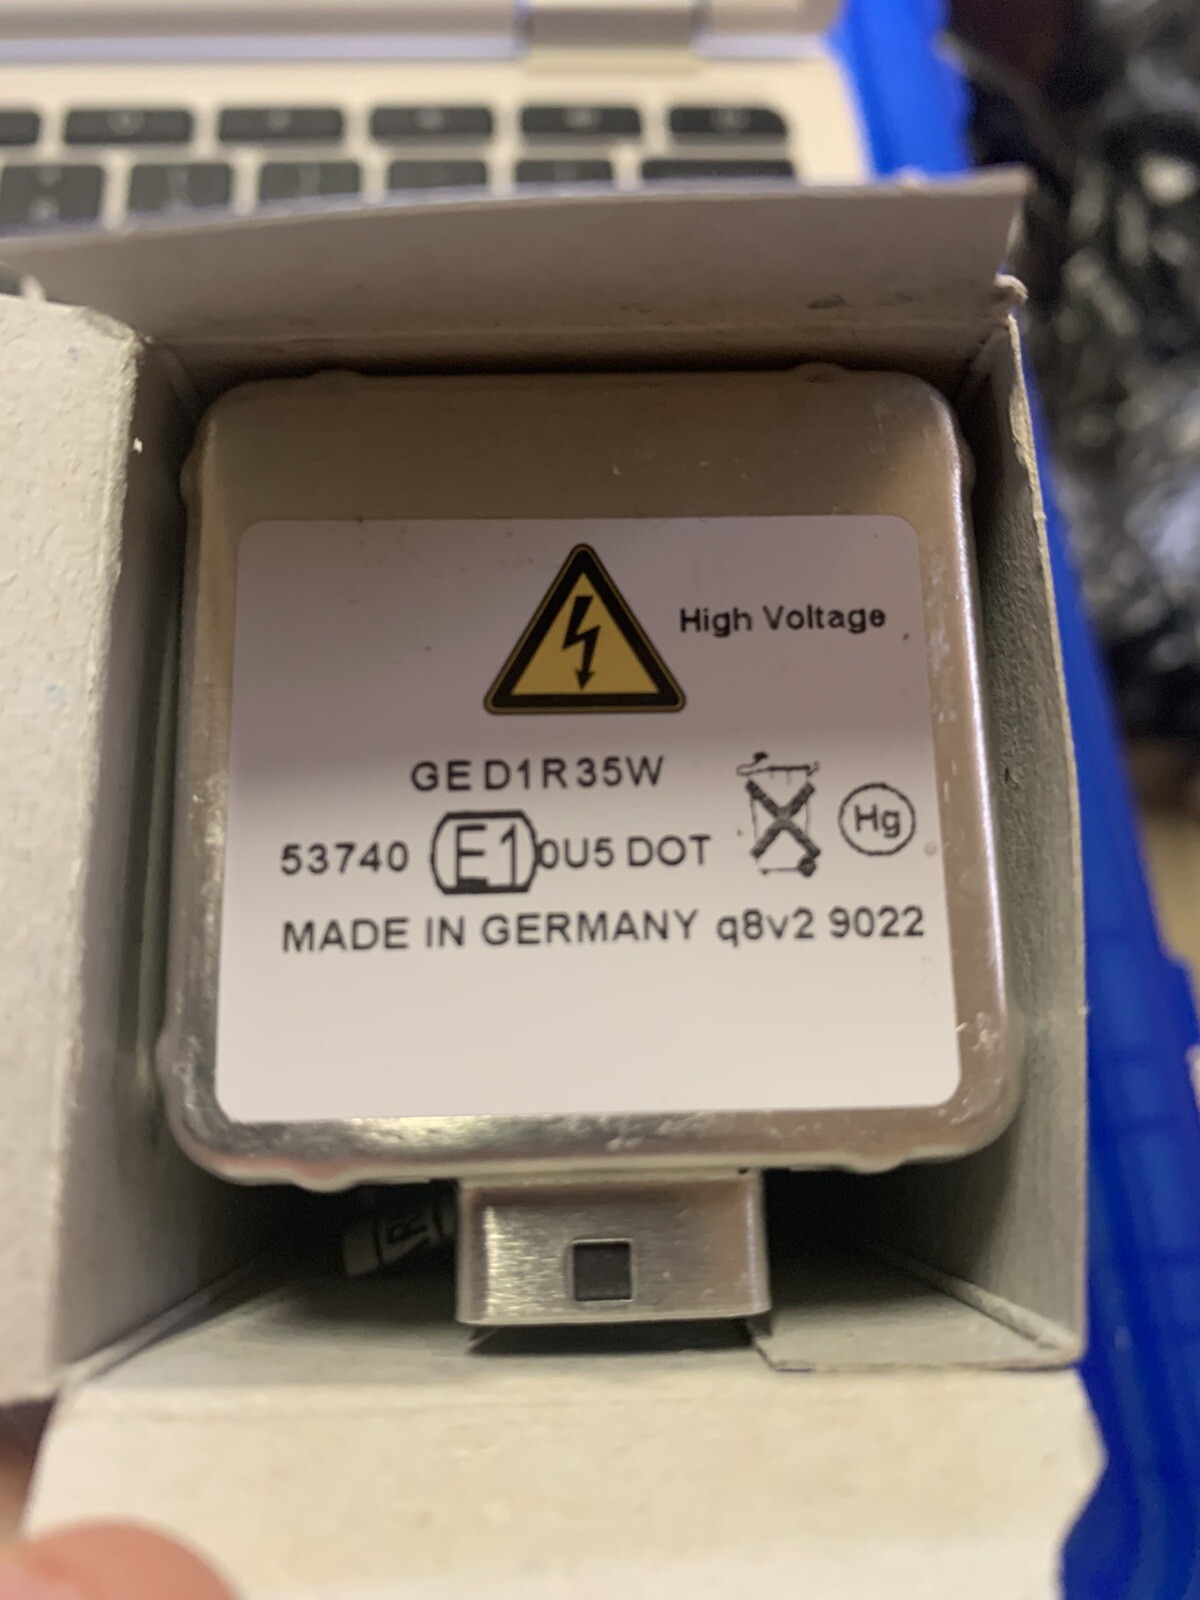 High Voltage
GE D1R 35W
53740 E1 0U5 DOT Hg
MADE IN GERMANY q8v2 9022